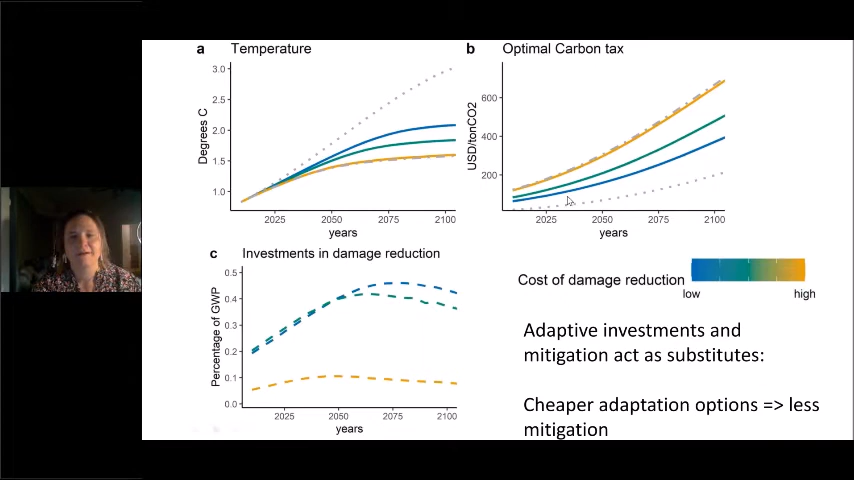 a Temperature
3.0
2.5
2.0
1.5
1.0
Degrees C
2025 2050 2075 2100
years
b Optimal Carbon tax
600
400
200
USD/tonCO2
2025 2050 2075 2100
years
c Investments in damage reduction
0.5
0.4
0.3
0.2
0.1
0.0
Percentage of GWP
2025 2050 2075 2100
years
Cost of damage reduction
low high
Adaptive investments and
mitigation act as substitutes:
Cheaper adaptation options => less
mitigation